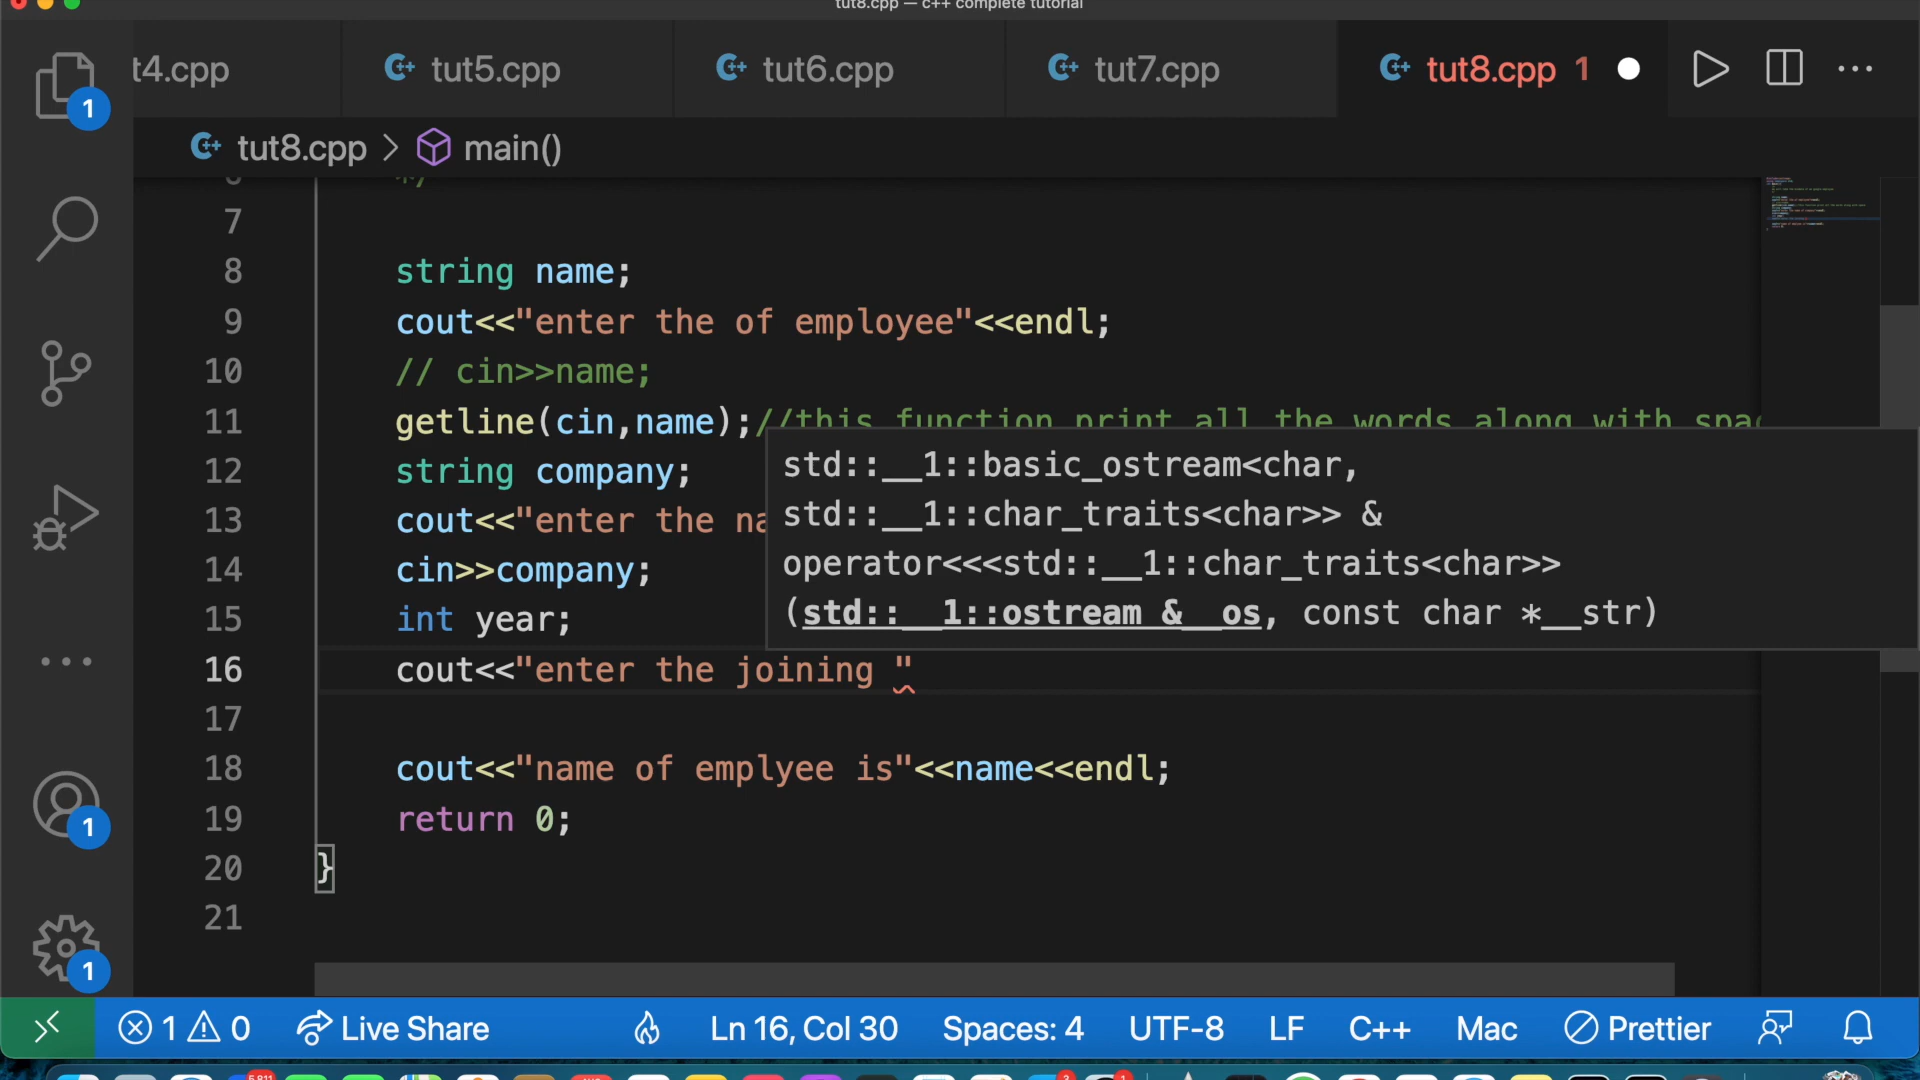 tut8.cpp — c++ complete tutorial
t4.cpp
tut5.cpp
tut6.cpp
tut7.cpp
tut8.cpp 1
tut8.cpp > main()
*/
7
8 string name;
9 cout<<"enter the of employee"<<endl;
10 // cin>>name;
11 getline(cin,name);//this function print all the words along with spac
12 string company;
13 cout<<"enter the na
14 cin>>company;
15 int year;
16 cout<<"enter the joining "
17
18 cout<<"name of emplyee is"<<name<<endl;
19 return 0;
20 }
21
std::__1::basic_ostream<char,
std::__1::char_traits<char>> &
operator<<<std::__1::char_traits<char>>
(std::__1::ostream &__os, const char *__str)
1
1
1
1 0 Live Share Ln 16, Col 30 Spaces: 4 UTF-8 LF C++ Mac Prettier